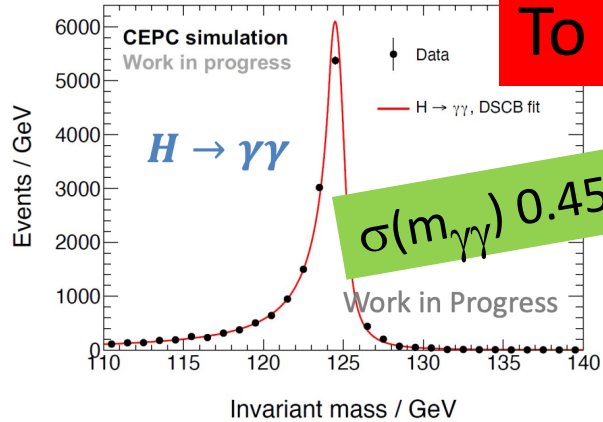 To
CEPC simulation
Work in progress
Data
H → γγ, DSCB fit
H → γγ
σ(mγγ) 0.45
Work in Progress
Events / GeV
6000
5000
4000
3000
2000
1000
0
110 115 120 125 130 135 140
Invariant mass / GeV